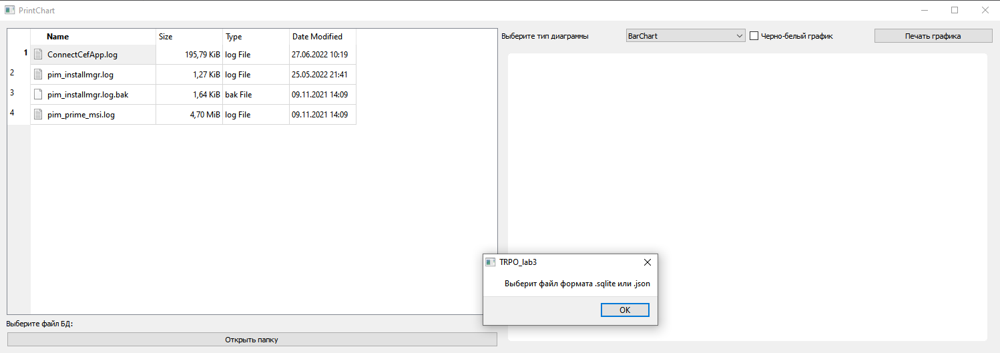 PrintChart
Name Size Type Date Modified
1 ConnectCefApp.log 195,79 KiB log File 27.06.2022 10:19
2 pim_installmgr.log 1,27 KiB log File 25.05.2022 21:41
3 pim_installmgr.log.bak 1,64 KiB bak File 09.11.2021 14:09
4 pim_prime_msi.log 4,70 MiB log File 09.11.2021 14:09
Выберите файл БД:
Открыть папку
Выберите тип диаграммы BarChart Черно-белый график Печать графика
TRPO_lab3
Выберит файл формата .sqlite или .json
OK